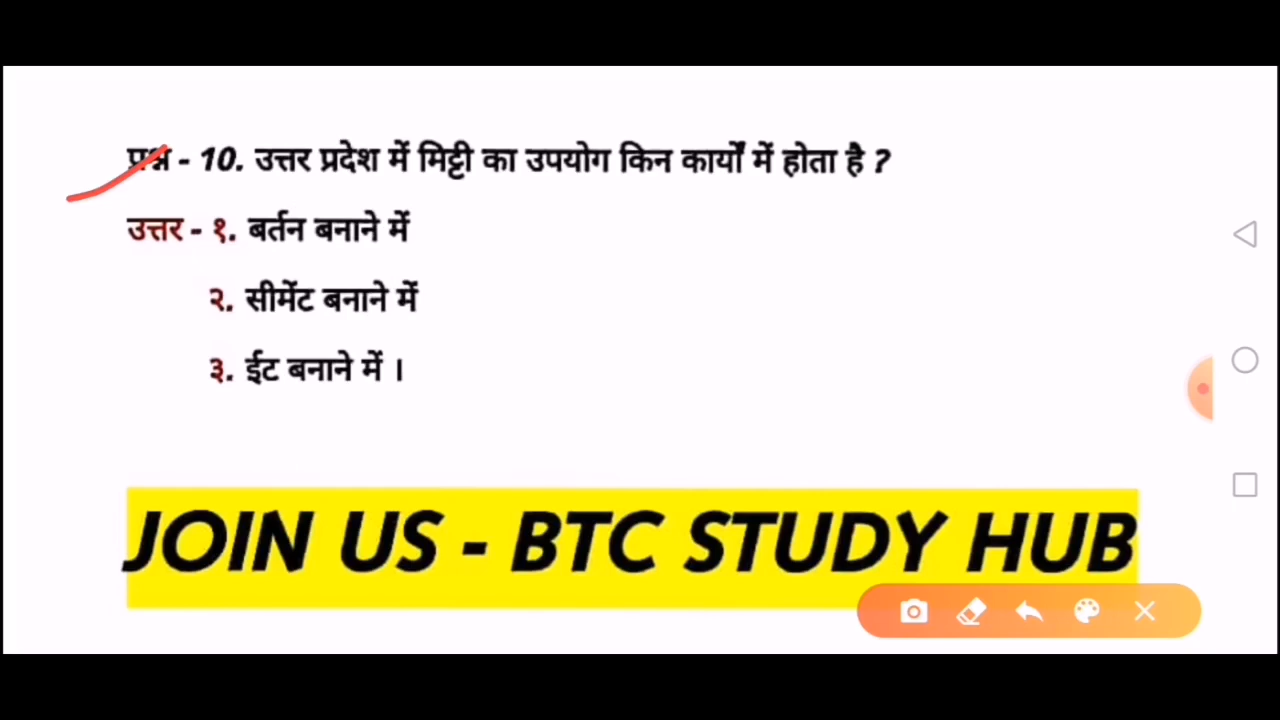 प्रश्न - 10. उत्तर प्रदेश में मिट्टी का उपयोग किन कार्यों में होता है ?
उत्तर - १. बर्तन बनाने में
२. सीमेंट बनाने में
३. ईट बनाने में ।
JOIN US - BTC STUDY HUB